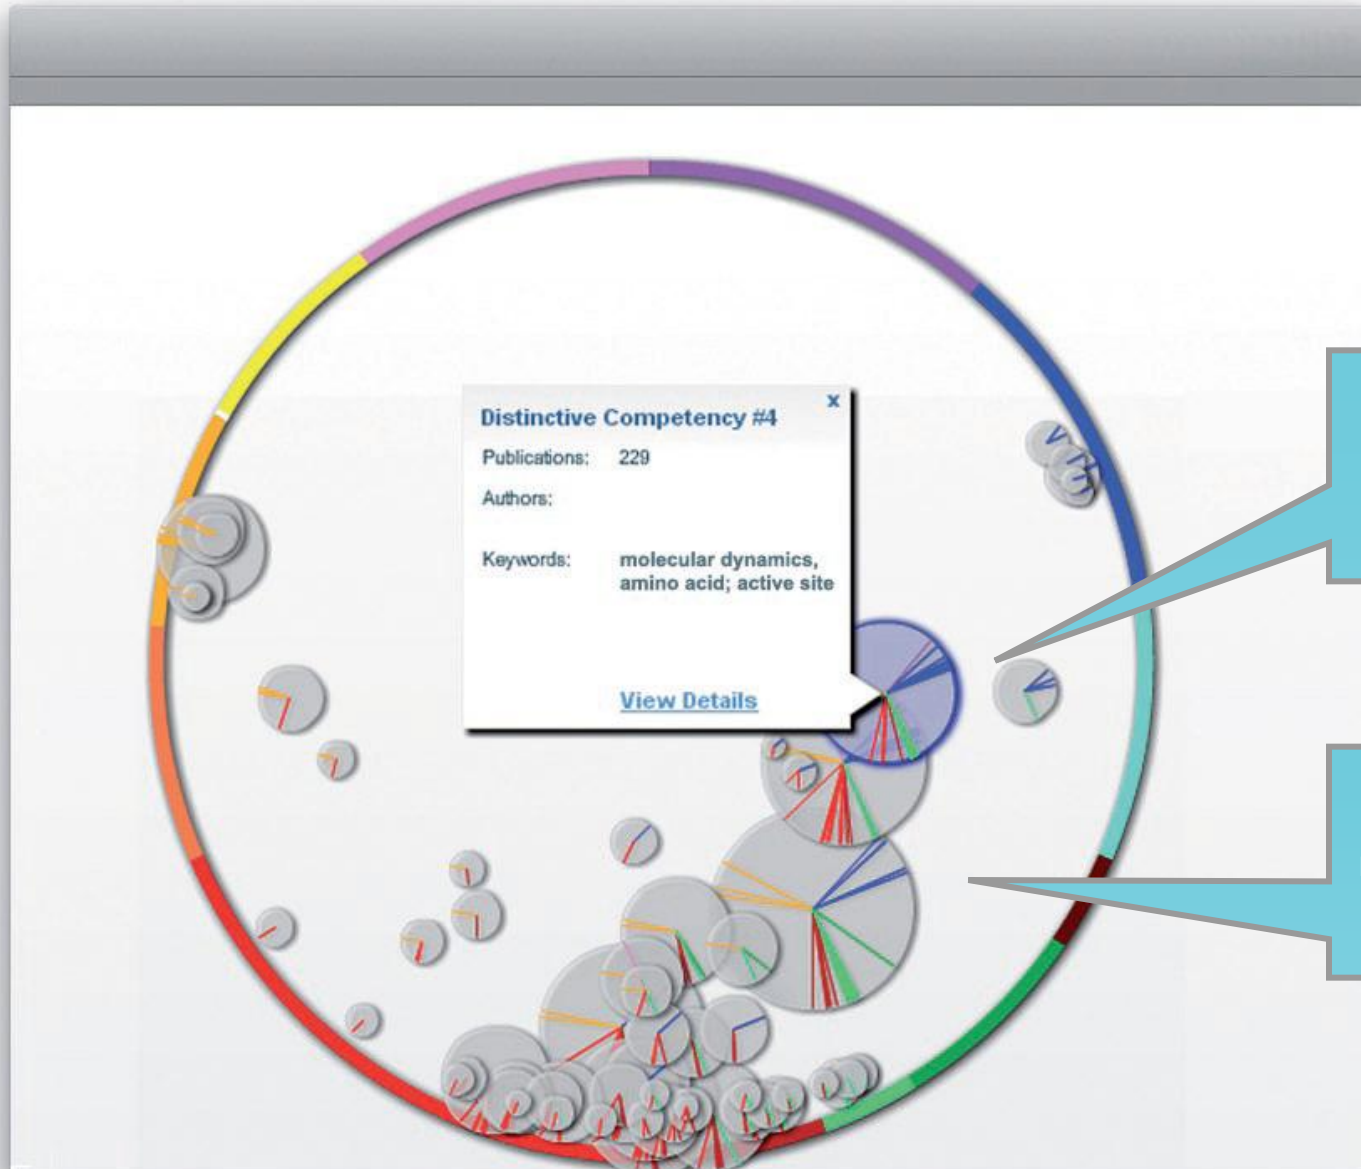 Distinctive Competency #4 x
Publications: 229
Authors:
Keywords: molecular dynamics,
amino acid; active site
View Details